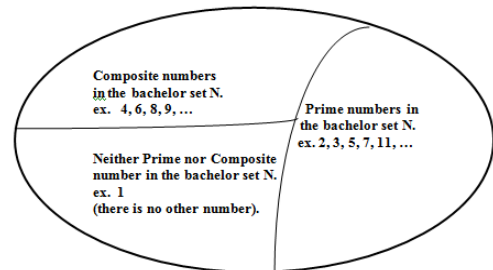 Composite numbers
in the bachelor set N.
ex. 4, 6, 8, 9, ...
Prime numbers in
the bachelor set N.
ex. 2, 3, 5, 7, 11, ...
Neither Prime nor Composite
number in the bachelor set N.
ex. 1
(there is no other number).